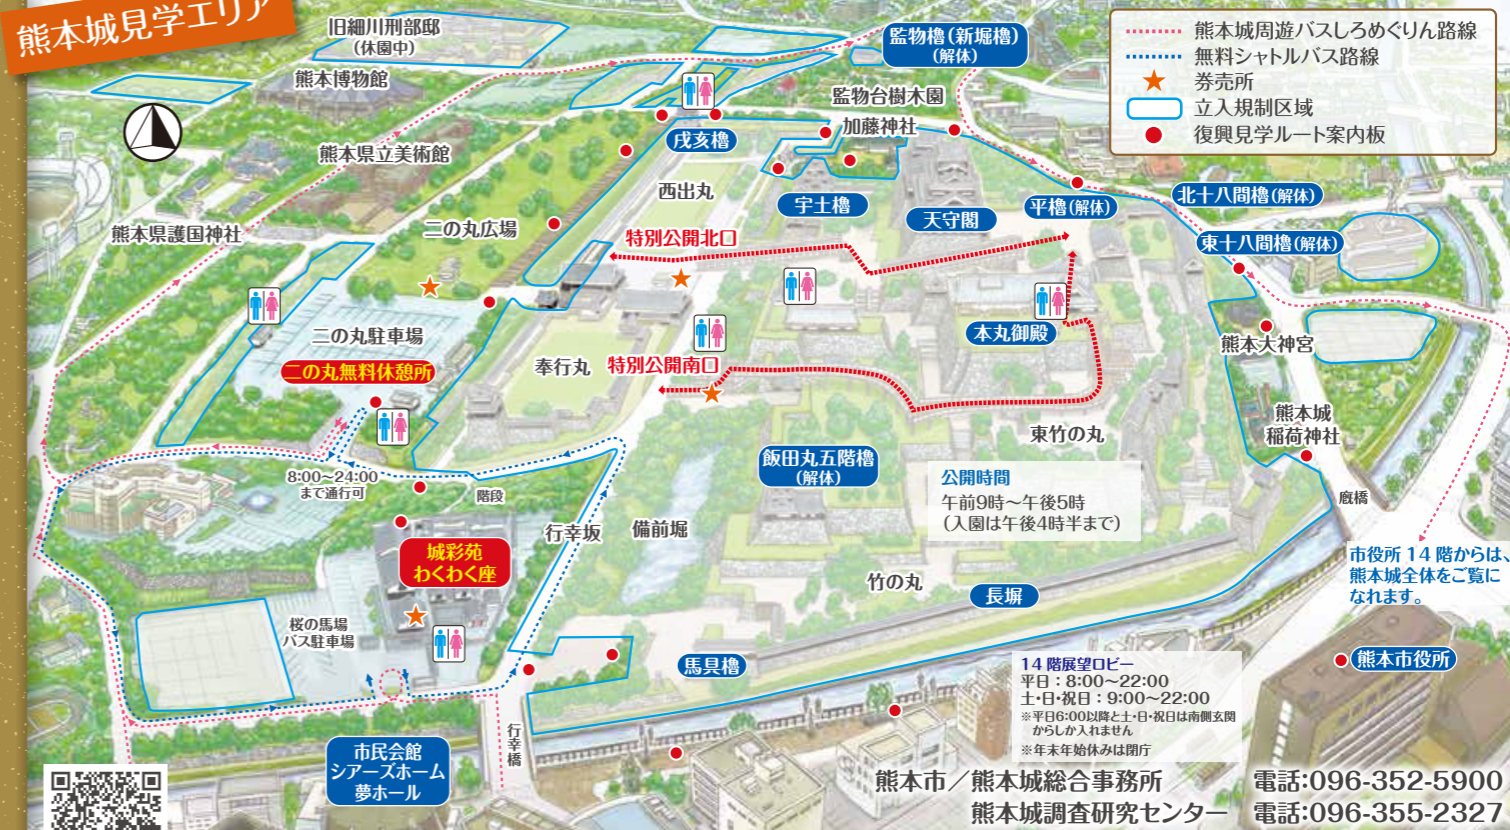 熊本城見学エリア
旧細川刑部邸
(休園中)
熊本博物館
監物櫓(新堀櫓)
(解体)
熊本城周遊バスしろめぐりん路線
無料シャトルバス路線
券売所
立入規制区域
復興見学ルート案内板
監物台樹木園
加藤神社
戌亥櫓
熊本県立美術館
西出丸
宇土櫓
天守閣
平櫓(解体)
北十八間櫓(解体)
東十八間櫓(解体)
熊本県護国神社
二の丸広場
特別公開北口
二の丸駐車場
本丸御殿
熊本大神宮
二の丸無料休憩所
奉行丸
特別公開南口
熊本城
稲荷神社
東竹の丸
飯田丸五階櫓
(解体)
公開時間
午前9時~午後5時
(入園は午後4時半まで)
8:00~24:00
まで通行可
階段
厩橋
行幸坂
備前堀
城彩苑
わくわく座
竹の丸
長塀
市役所14階からは、
熊本城全体をご覧に
なれます。
桜の馬場
バス駐車場
馬具櫓
14階展望ロビー
平日:8:00~22:00
土・日・祝日:9:00~22:00
※平日6:00以降と土・日・祝日は南側玄関
からしか入れません
※年末年始休みは閉庁
熊本市役所
行幸橋
市民会館
シアーズホーム
夢ホール
熊本市/熊本城総合事務所 電話:096-352-5900
熊本城調査研究センター 電話:096-355-2327